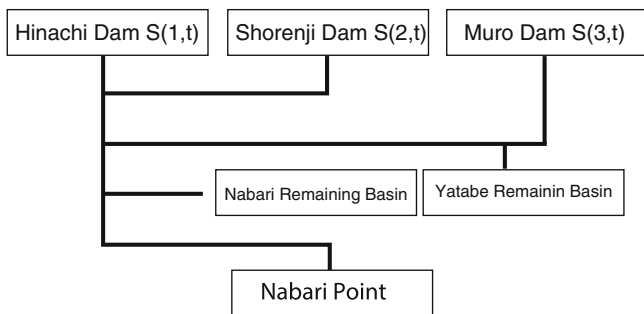 Hinachi Dam S(1,t)
Shorenji Dam S(2,t)
Muro Dam S(3,t)
Nabari Remaining Basin
Yatabe Remainin Basin
Nabari Point